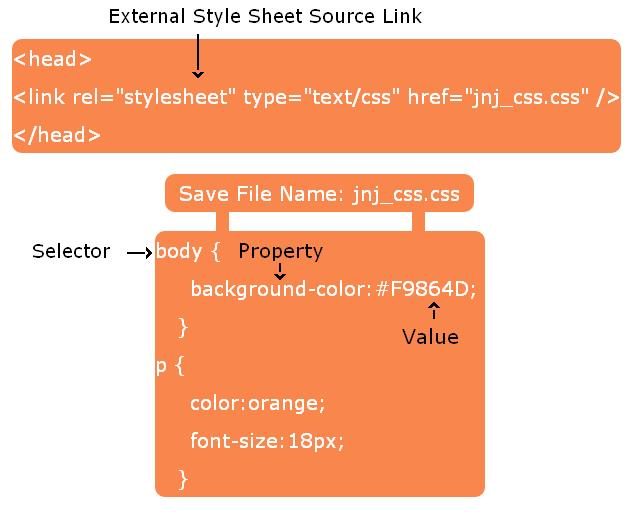 External Style Sheet Source Link
<head>
<link rel="stylesheet" type="text/css" href="jnj_css.css" />
</head>
Save File Name: jnj_css.css
Selector body { Property
background-color:#F9864D;
}
Value
p {
color:orange;
font-size:18px;
}